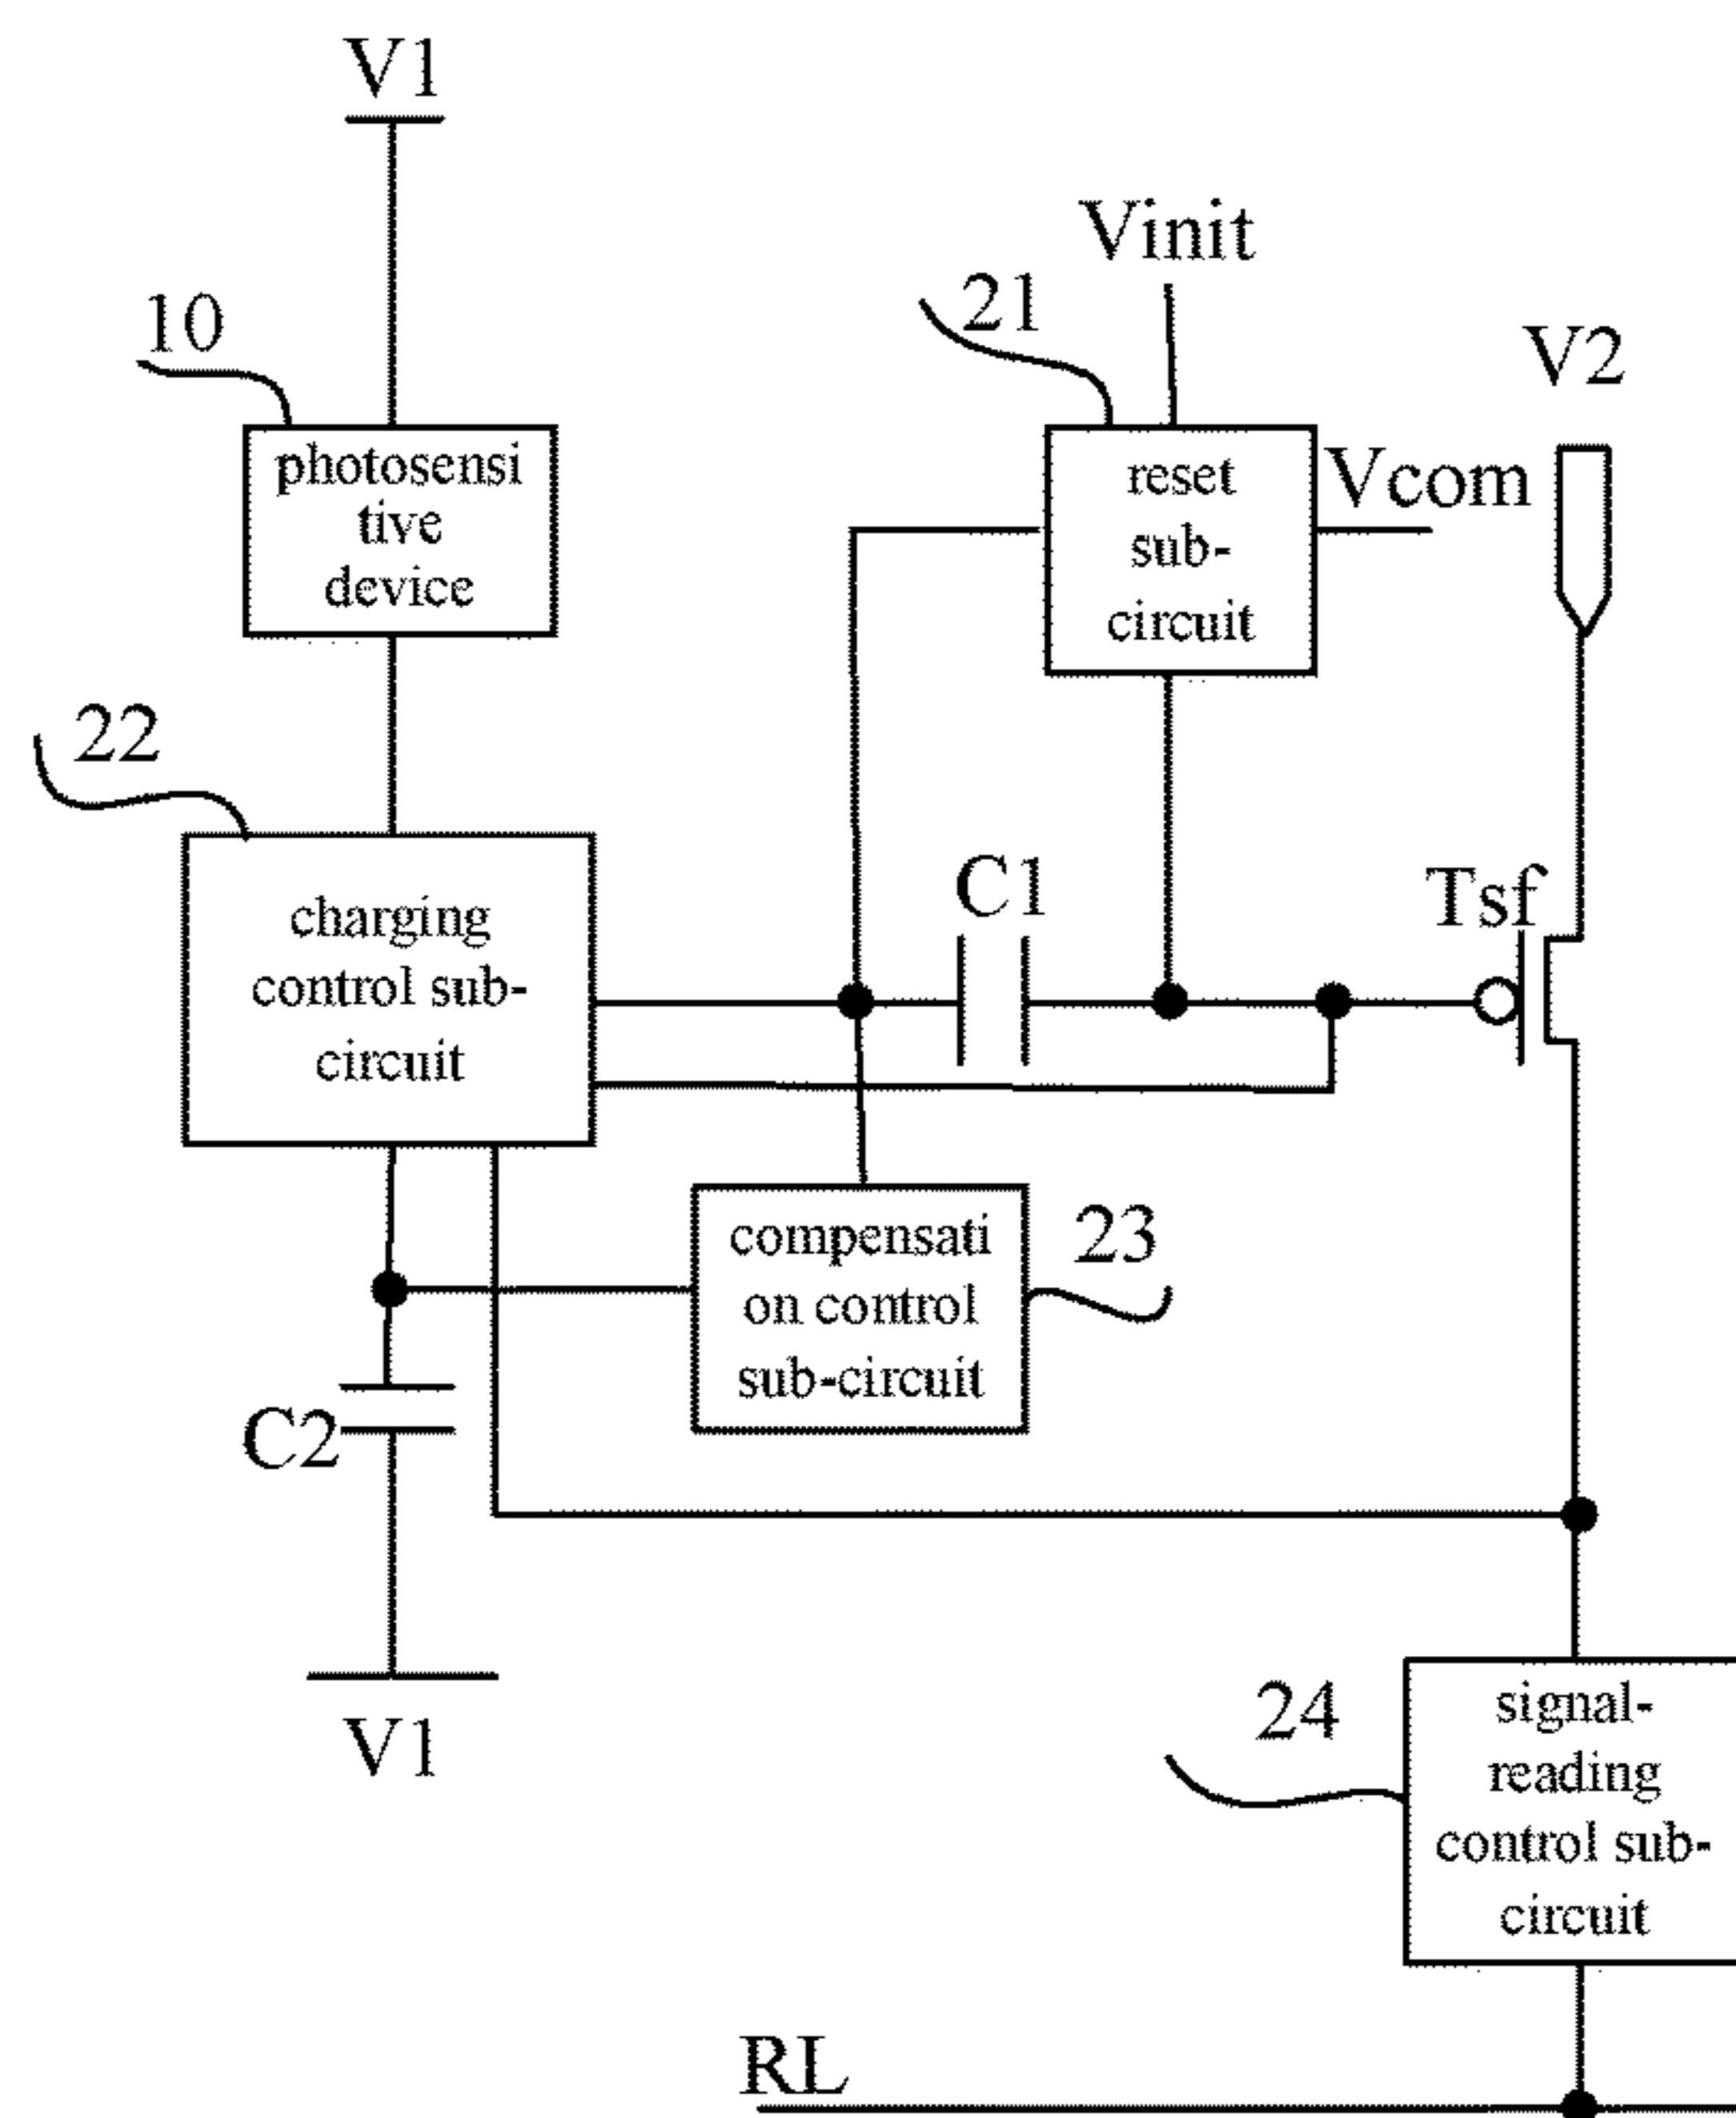 V1
Vinit
21
10
V2
photosensi
tive
device
reset
sub-
circuit
Vcom
22
charging
control sub-
circuit
C1
Tsf
compensati
on control
sub-circuit
23
C2
V1
24
signal-
reading
control sub-
circuit
RL